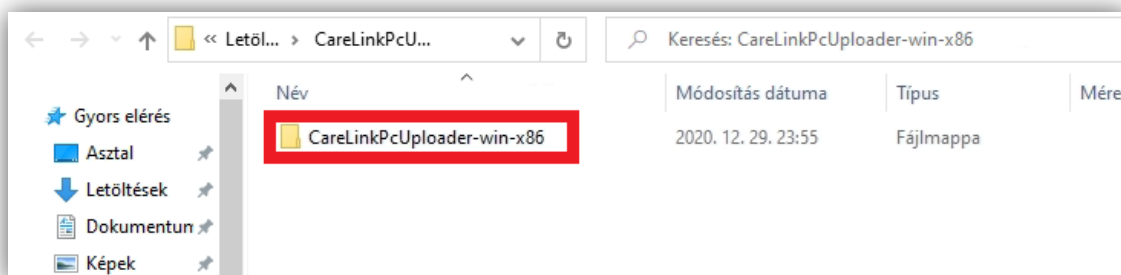 « Letöl... › CareLinkPcU...
Keresés: CareLinkPcUploader-win-x86
Név Módosítás dátuma Típus Mére
Gyors elérés
CareLinkPcUploader-win-x86 2020. 12. 29. 23:55 Fájlmappa
Asztal
Letöltések
Dokumentum
Képek